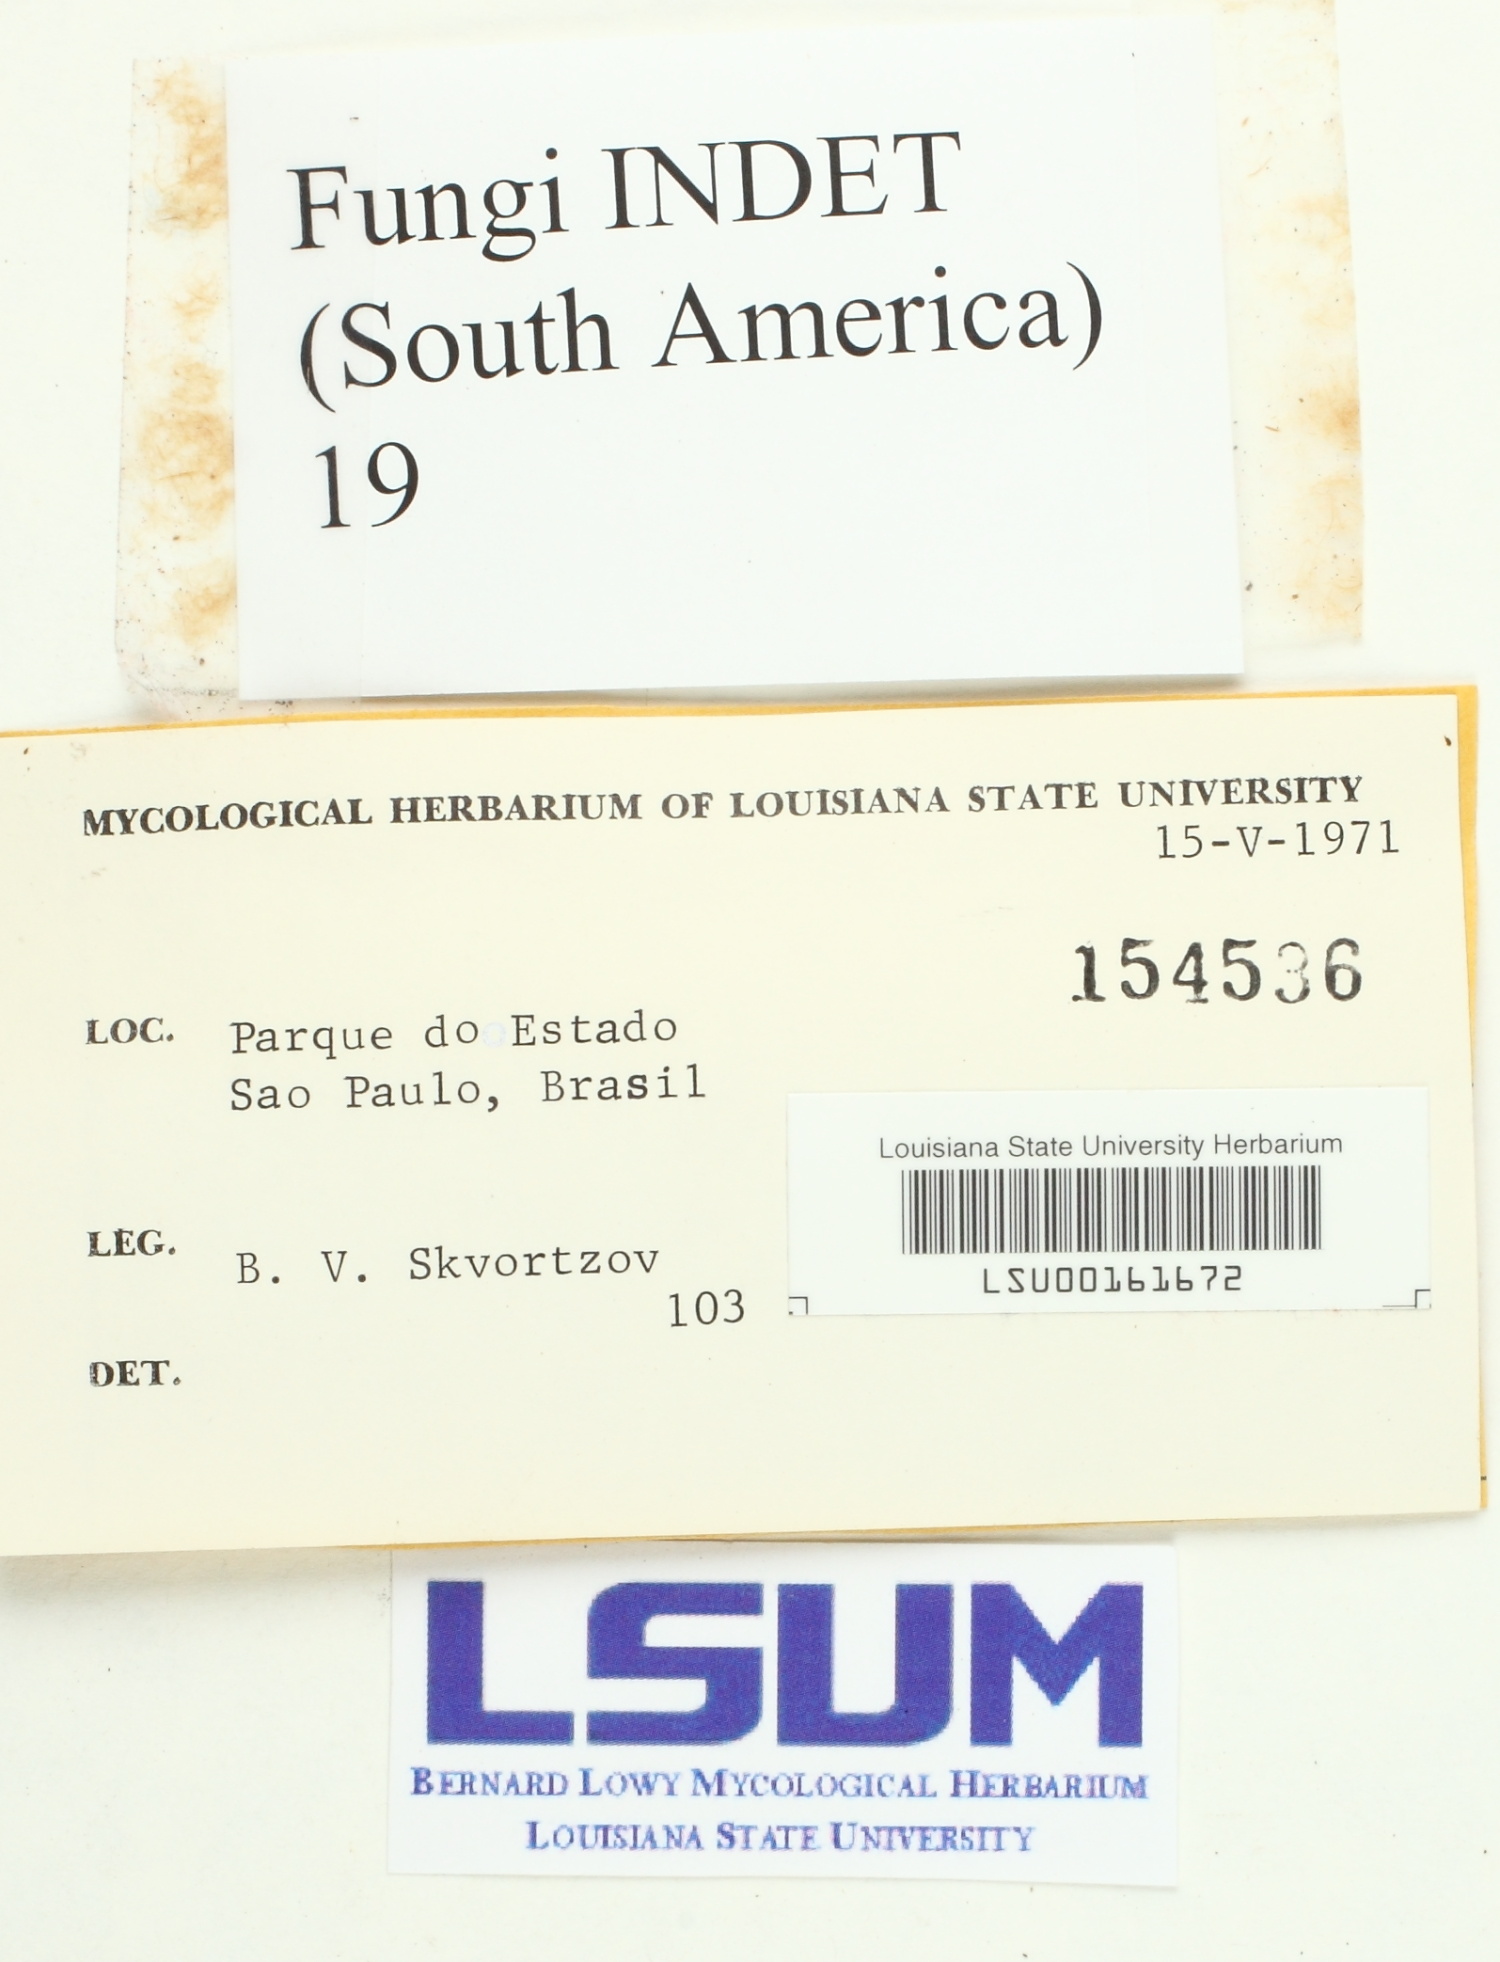 Fungi INDET
(South America)
19
MYCOLOGICAL HERBARIUM OF LOUISIANA STATE UNIVERSITY
15-V-1971
154536
LOC. Parque do Estado
Sao Paulo, Brasil
Louisiana State University Herbarium
LSU00161672
LEG. B. V. Skvortzov
103
DET.
LSUM
BERNARD LOWY MYCOLOGICAL HERBARIUM
LOUISIANA STATE UNIVERSITY